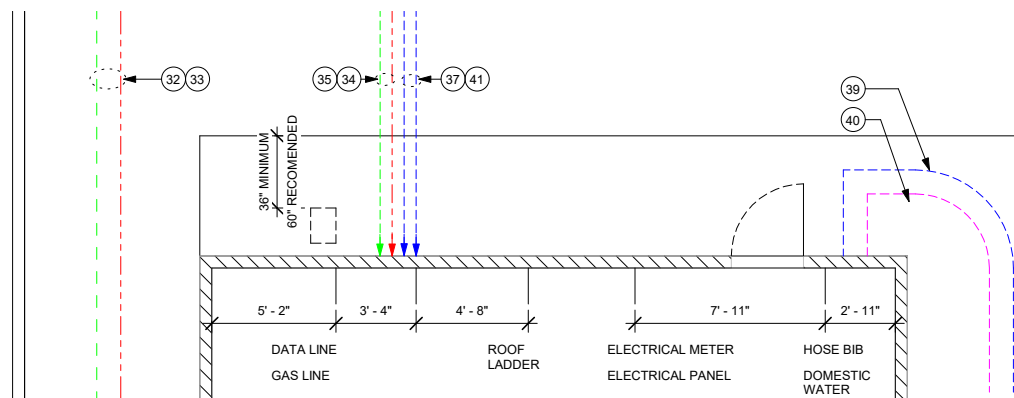 32 33
35 34
37 41
39
40
36" MINIMUM
60" RECOMENDED
5' - 2"
3' - 4"
4' - 8"
7' - 11"
2' - 11"
DATA LINE
GAS LINE
ROOF
LADDER
ELECTRICAL METER
ELECTRICAL PANEL
HOSE BIB
DOMESTIC
WATER